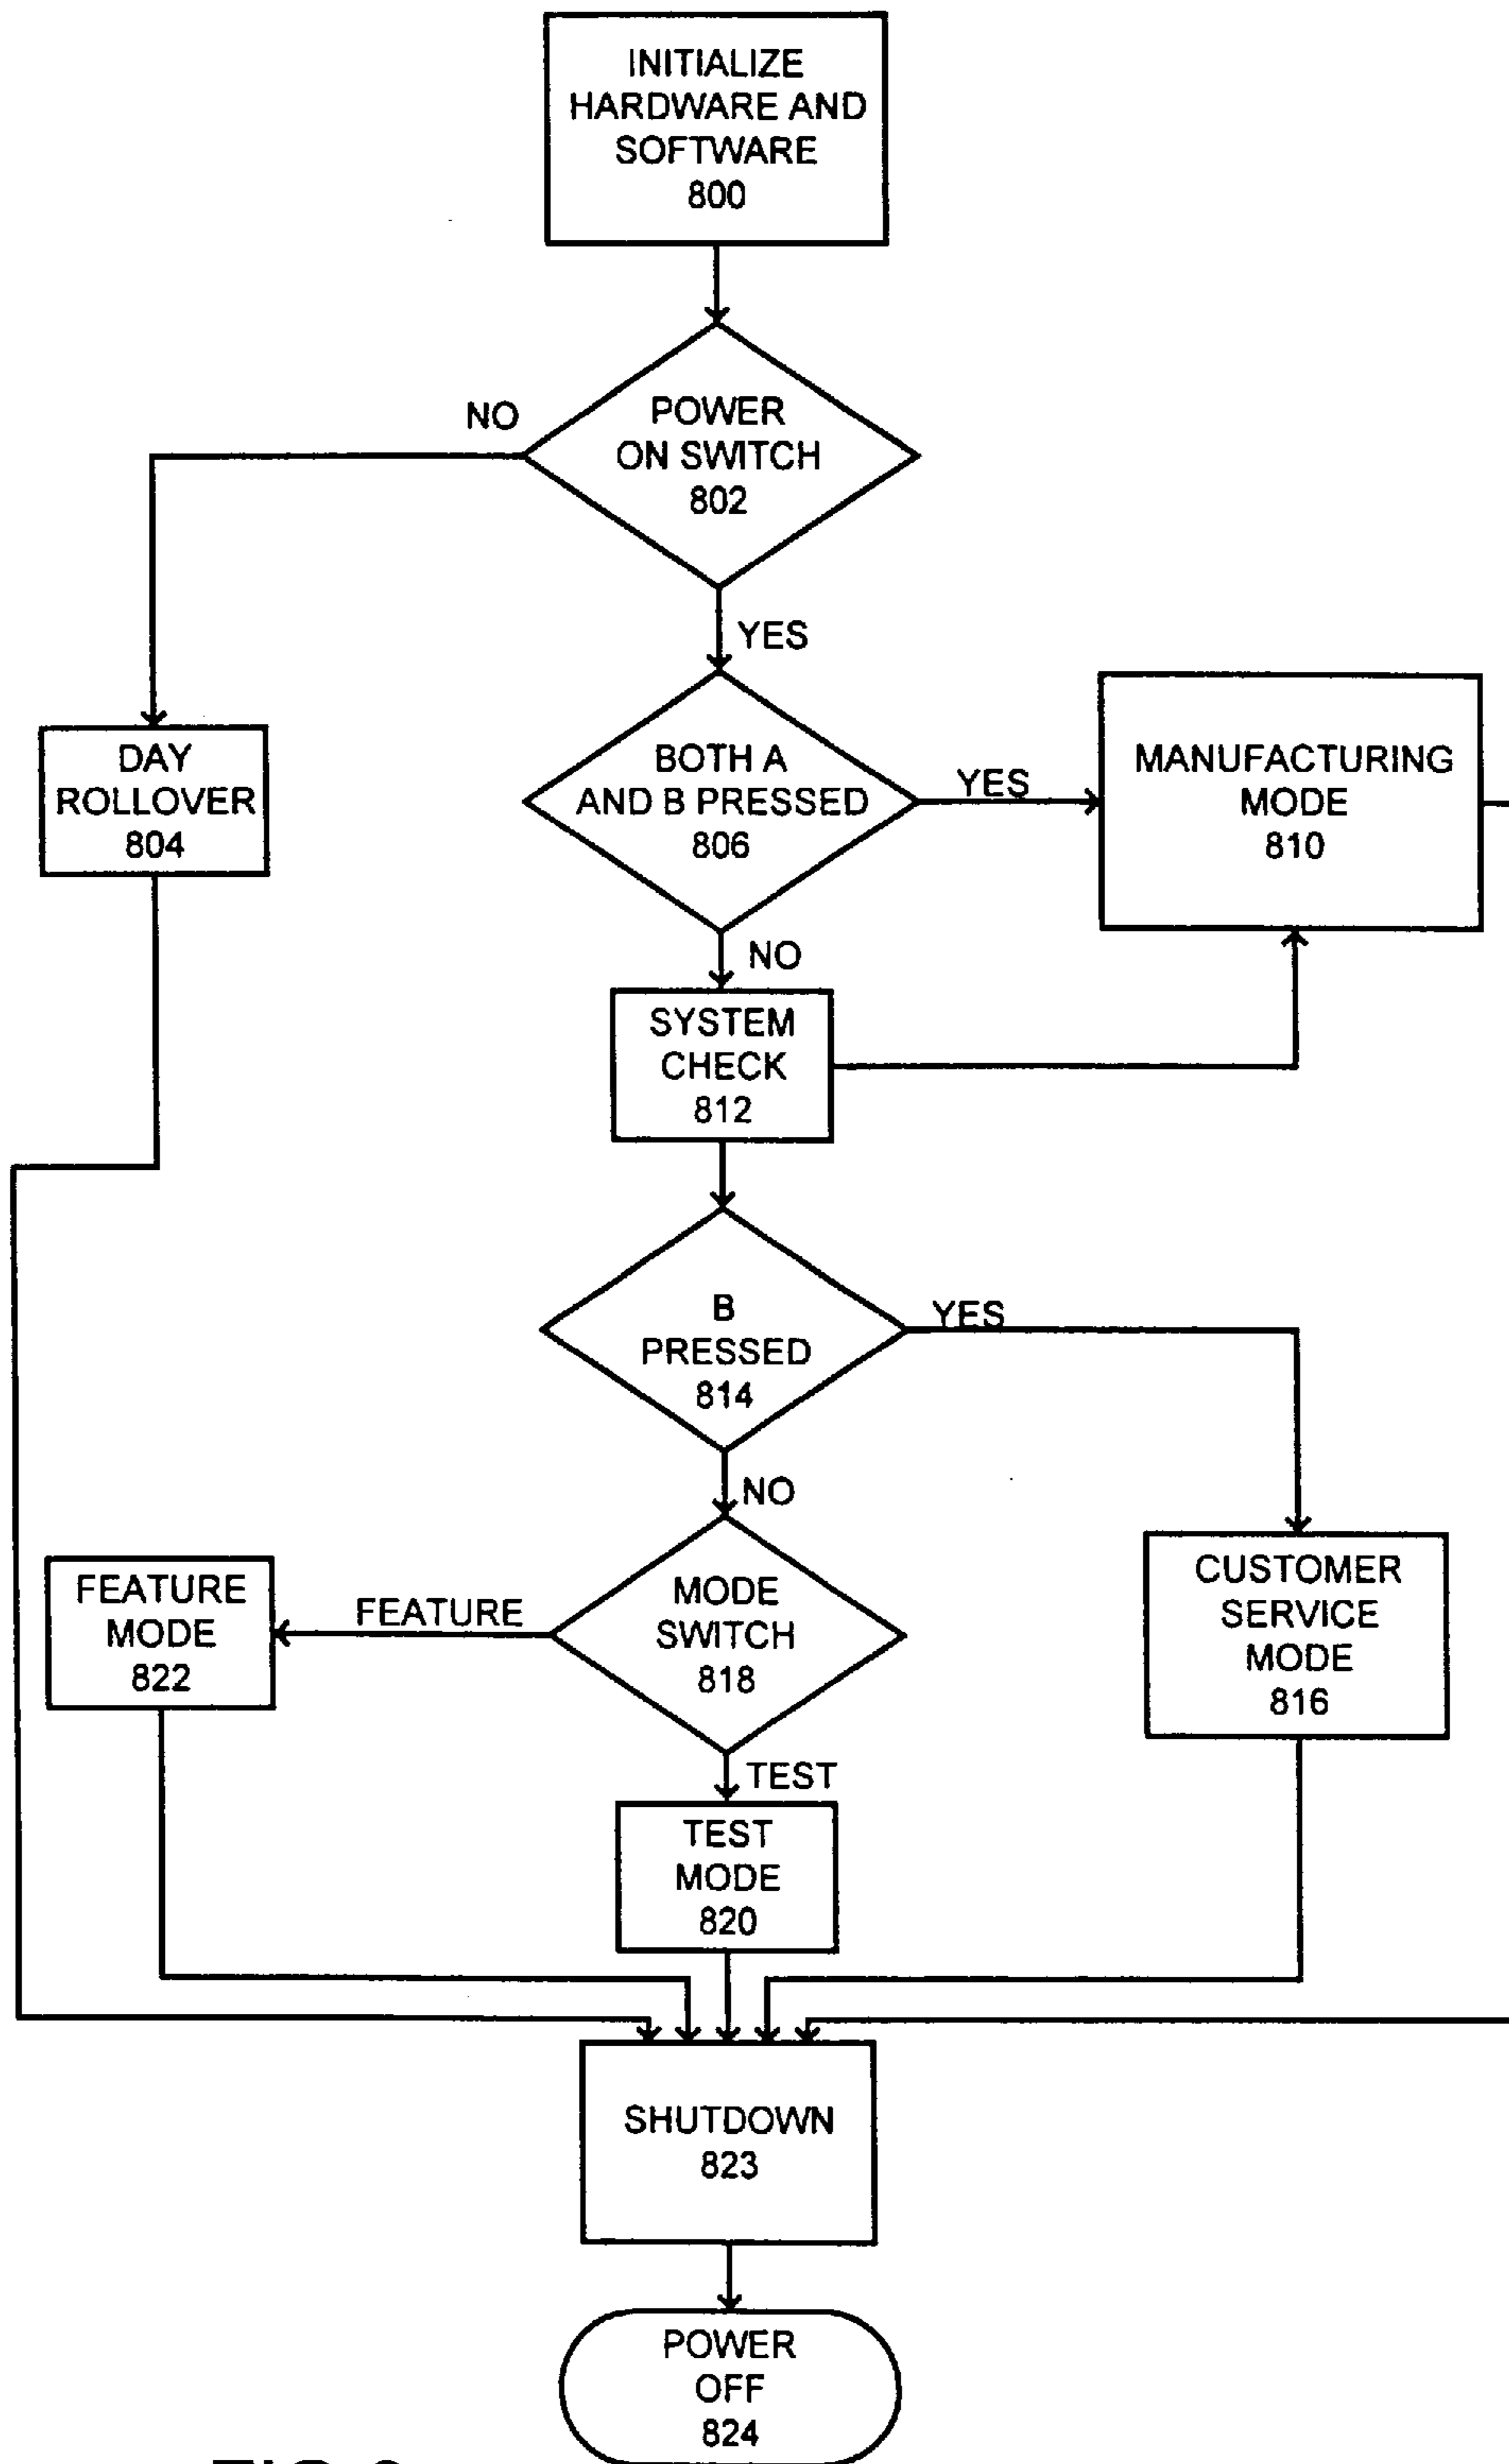 INITIALIZE
HARDWARE AND
SOFTWARE
800
POWER
ON SWITCH
802
NO
YES
DAY
ROLLOVER
804
BOTH A
AND B PRESSED
806
YES
MANUFACTURING
MODE
810
NO
SYSTEM
CHECK
812
B
PRESSED
814
YES
NO
FEATURE
MODE
822
FEATURE
MODE
SWITCH
818
CUSTOMER
SERVICE
MODE
816
TEST
TEST
MODE
820
SHUTDOWN
823
POWER
OFF
824